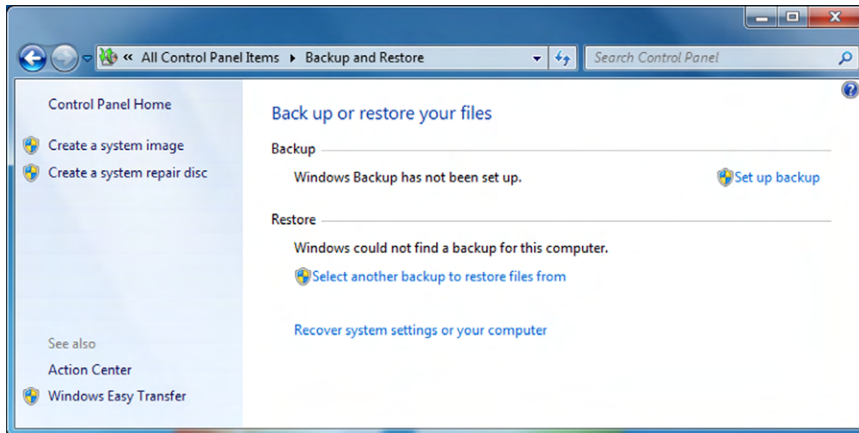 « All Control Panel Items ▸ Backup and Restore
Search Control Panel
Control Panel Home
Create a system image
Create a system repair disc
See also
Action Center
Windows Easy Transfer
Back up or restore your files
Backup
Windows Backup has not been set up.
Set up backup
Restore
Windows could not find a backup for this computer.
Select another backup to restore files from
Recover system settings or your computer